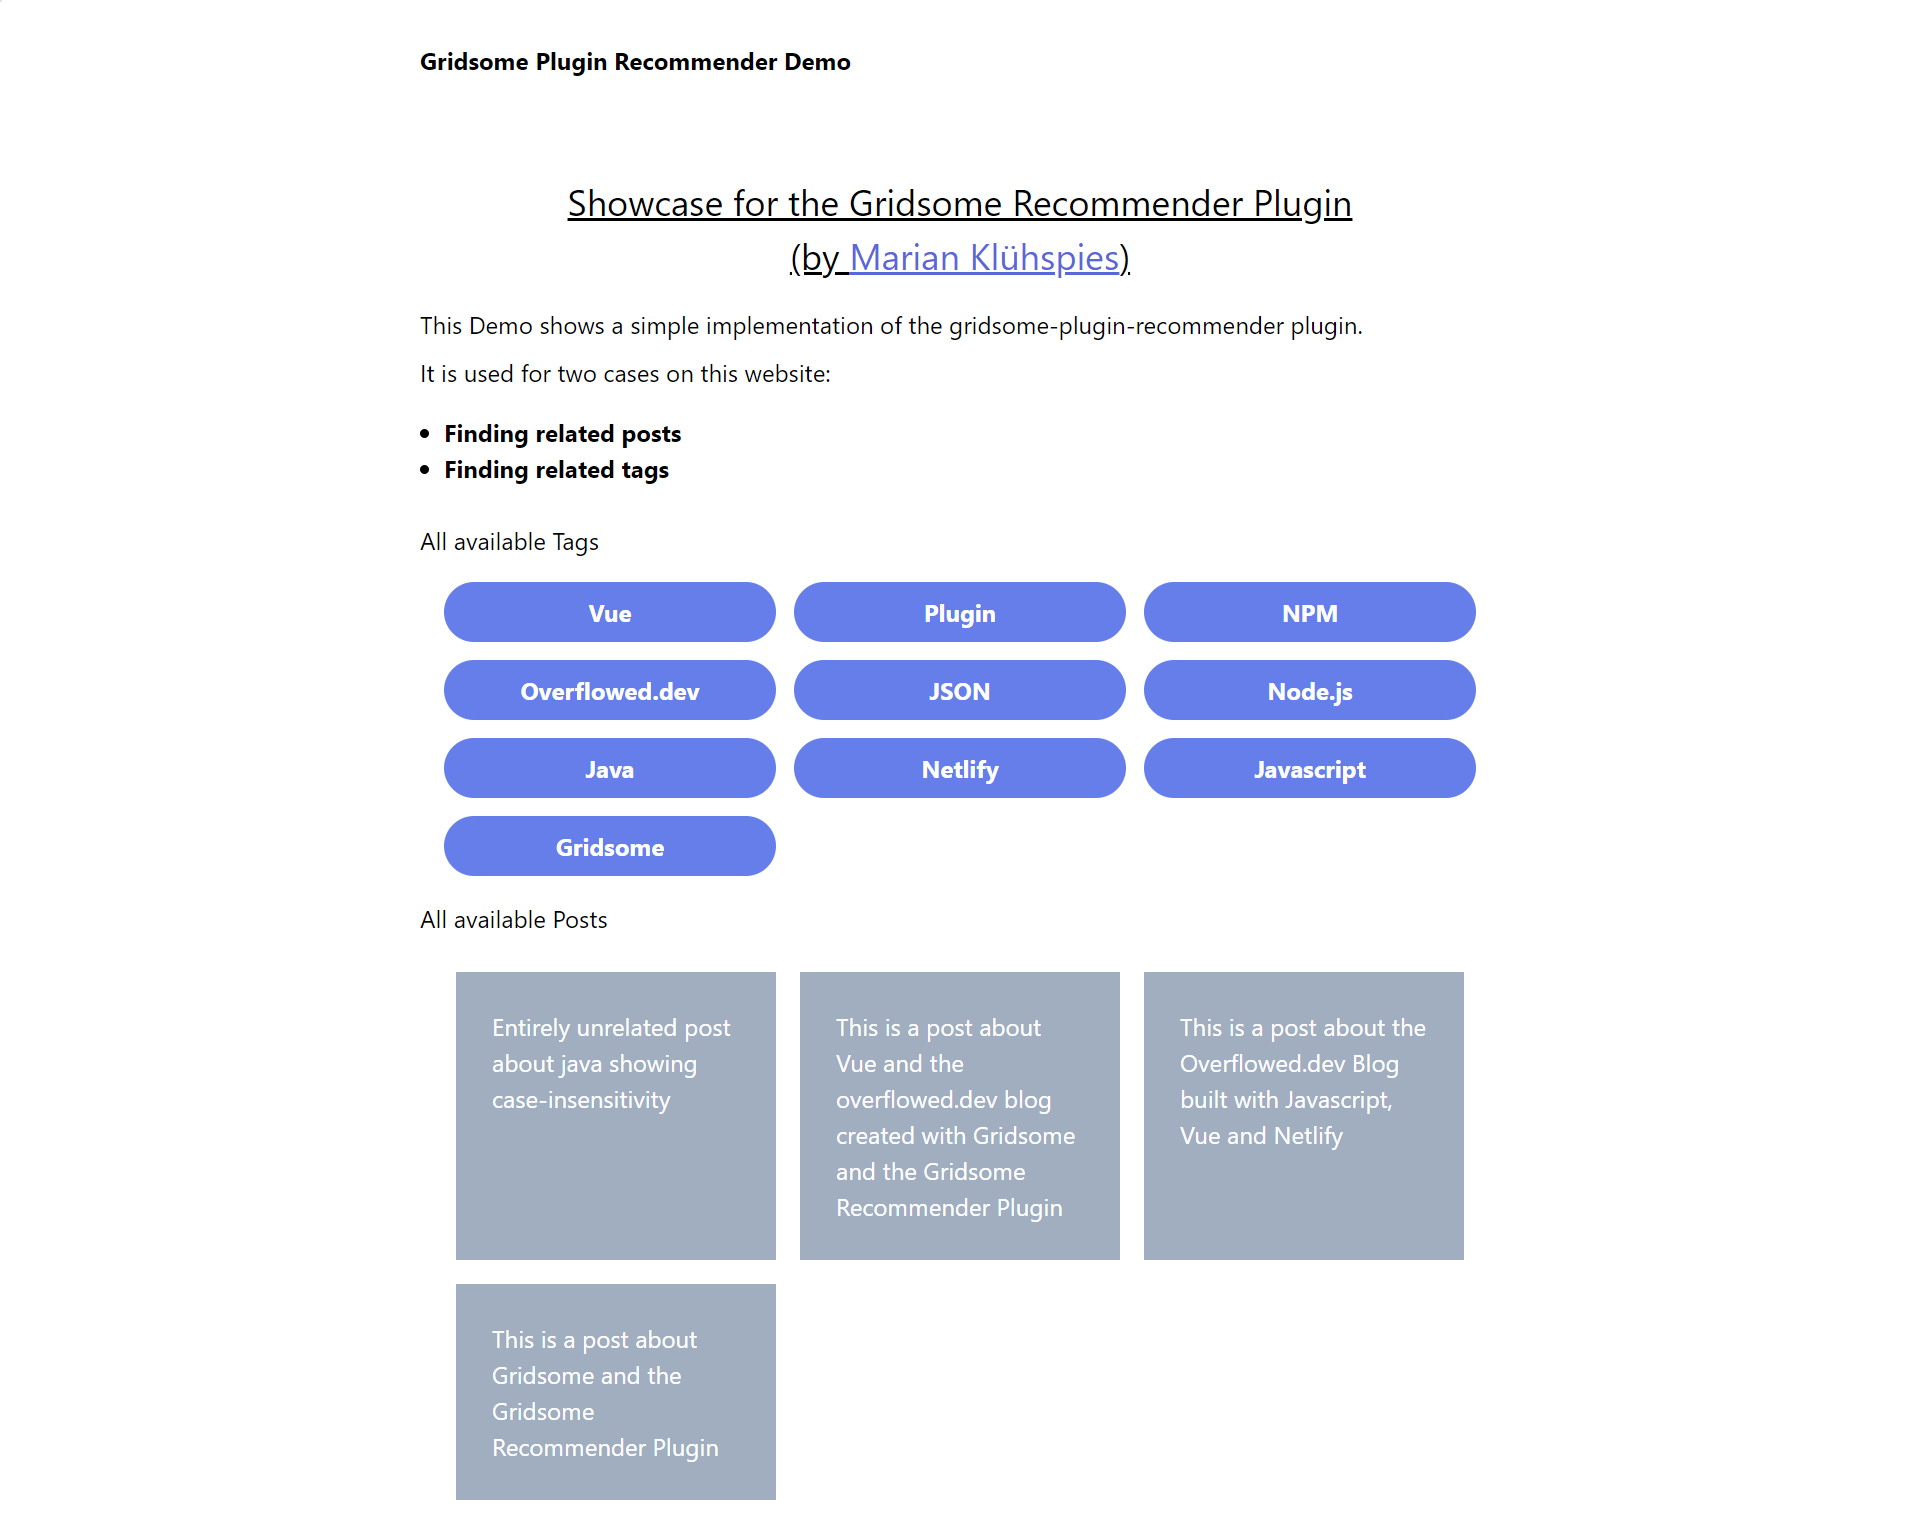 Gridsome Plugin Recommender Demo
Showcase for the Gridsome Recommender Plugin
(by Marian Klühspies)
This Demo shows a simple implementation of the gridsome-plugin-recommender plugin.
It is used for two cases on this website:
• Finding related posts
• Finding related tags
All available Tags
Vue
Plugin
NPM
Overflowed.dev
JSON
Node.js
Java
Netlify
Javascript
Gridsome
All available Posts
Entirely unrelated post
about java showing
case-insensitivity
This is a post about
Vue and the
overflowed.dev blog
created with Gridsome
and the Gridsome
Recommender Plugin
This is a post about the
Overflowed.dev Blog
built with Javascript,
Vue and Netlify
This is a post about
Gridsome and the
Gridsome
Recommender Plugin